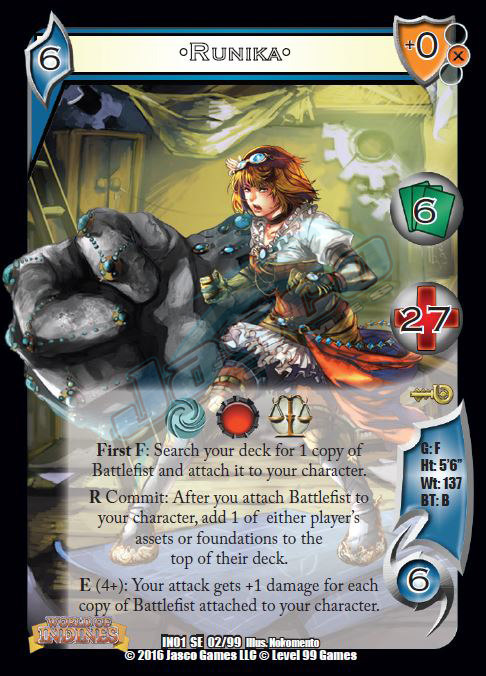 6
•RUNIKA•
+0
6
27
First F: Search your deck for 1 copy of
Battlefist and attach it to your character.
R Commit: After you attach Battlefist to
your character, add 1 of either player's
assets or foundations to the
top of their deck.
E (4+): Your attack gets +1 damage for each
copy of Battlefist attached to your character.
G: F
Ht: 5'6"
Wt: 137
BT: B
6
WORLD OF
INDINES
IN01 SE 02/99 Illus. Nokomento
© 2016 Jasco Games LLC © Level 99 Games